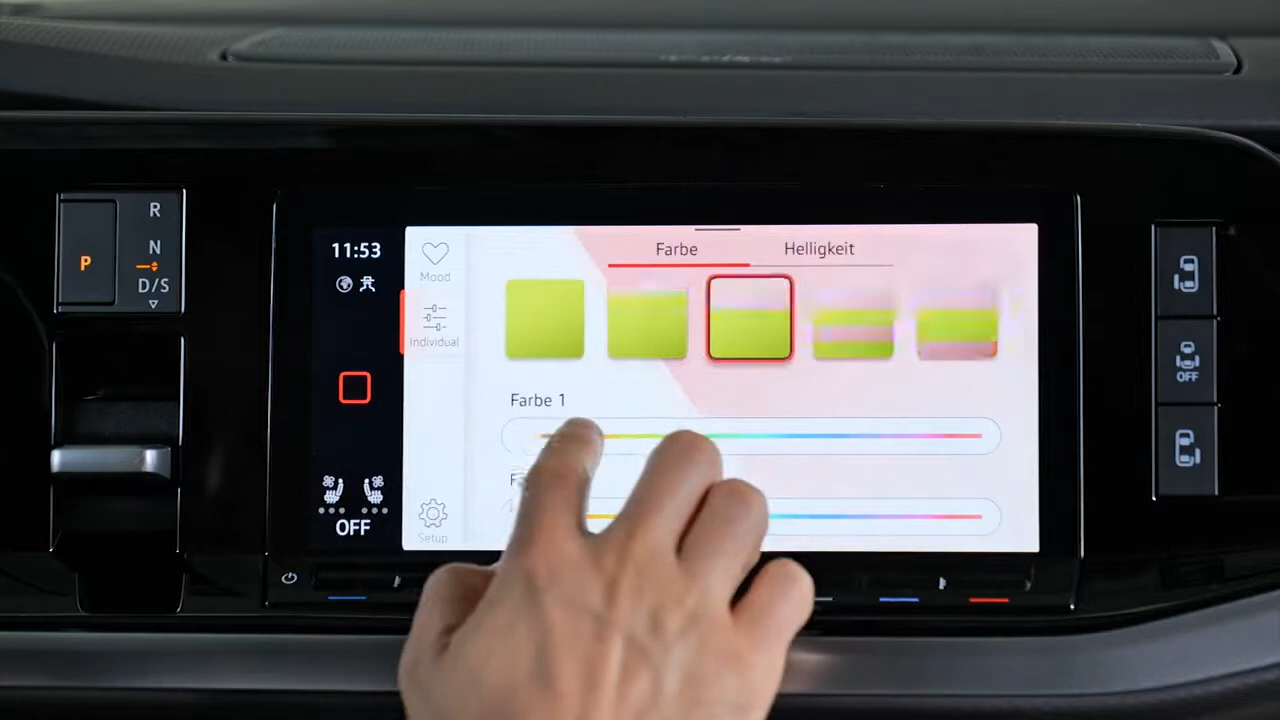 R
N
P
D/S
11:53
Mood
Individual
Farbe
Helligkeit
Farbe 1
OFF
Setup
OFF